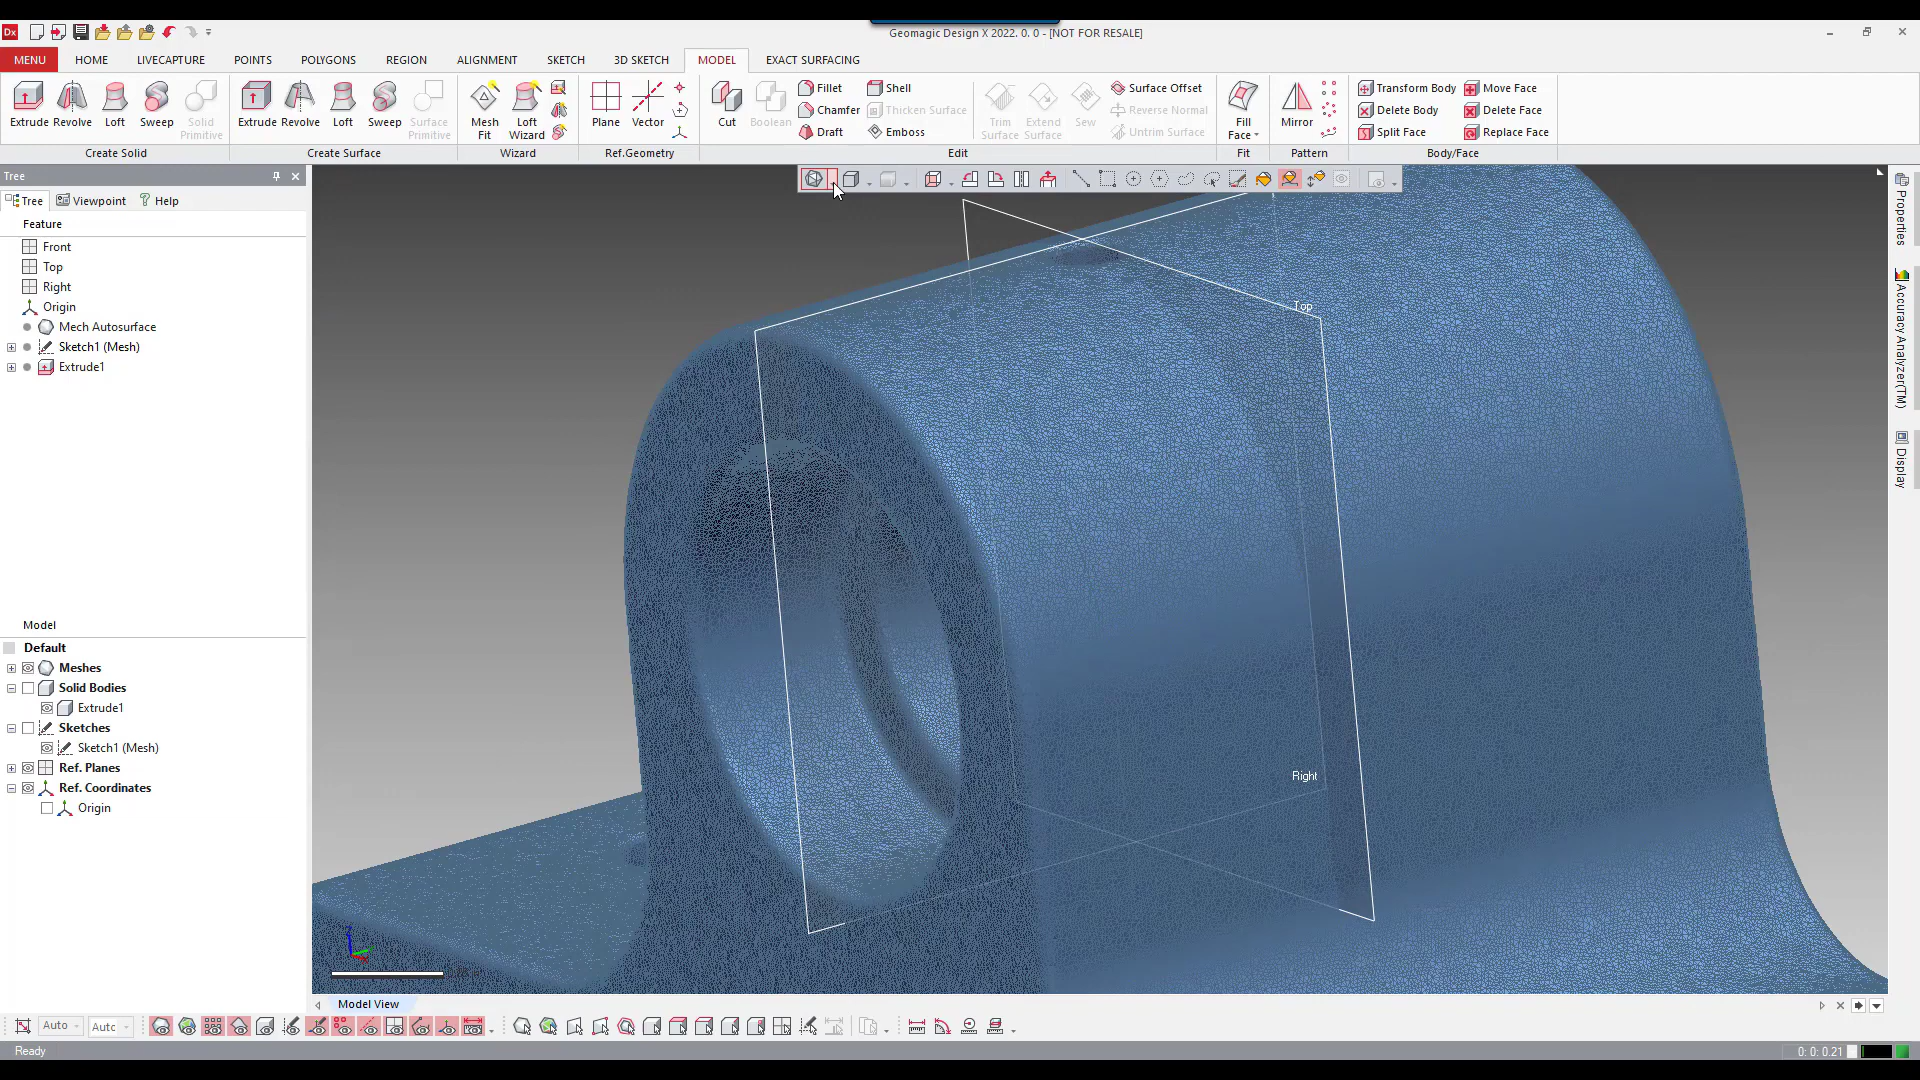 Dx
Geomagic Design X 2022. 0. 0 - [NOT FOR RESALE]
MENU HOME LIVECAPTURE POINTS POLYGONS REGION ALIGNMENT SKETCH 3D SKETCH MODEL EXACT SURFACING
Extrude Revolve Loft Sweep Solid Primitive
Create Solid
Extrude Revolve Loft Sweep Surface Primitive
Create Surface
Mesh Fit Loft Wizard
Wizard
Plane Vector
Ref.Geometry
Cut Boolean
Fillet Shell
Chamfer Thicken Surface
Draft Emboss
Trim Surface Extend Surface Sew
Surface Offset
Reverse Normal
Untrim Surface
Edit
Fill Face
Fit
Mirror
Pattern
Transform Body Move Face
Delete Body Delete Face
Split Face Replace Face
Body/Face
Tree
Tree Viewpoint Help
Feature
Front
Top
Right
Origin
Mech Autosurface
Sketch1 (Mesh)
Extrude1
Model
Default
Meshes
Solid Bodies
Extrude1
Sketches
Sketch1 (Mesh)
Ref. Planes
Ref. Coordinates
Origin
Top
Right
Properties
Accuracy Analyzer(TM)
Display
Model View
Auto Auto
Ready
0: 0: 0.21